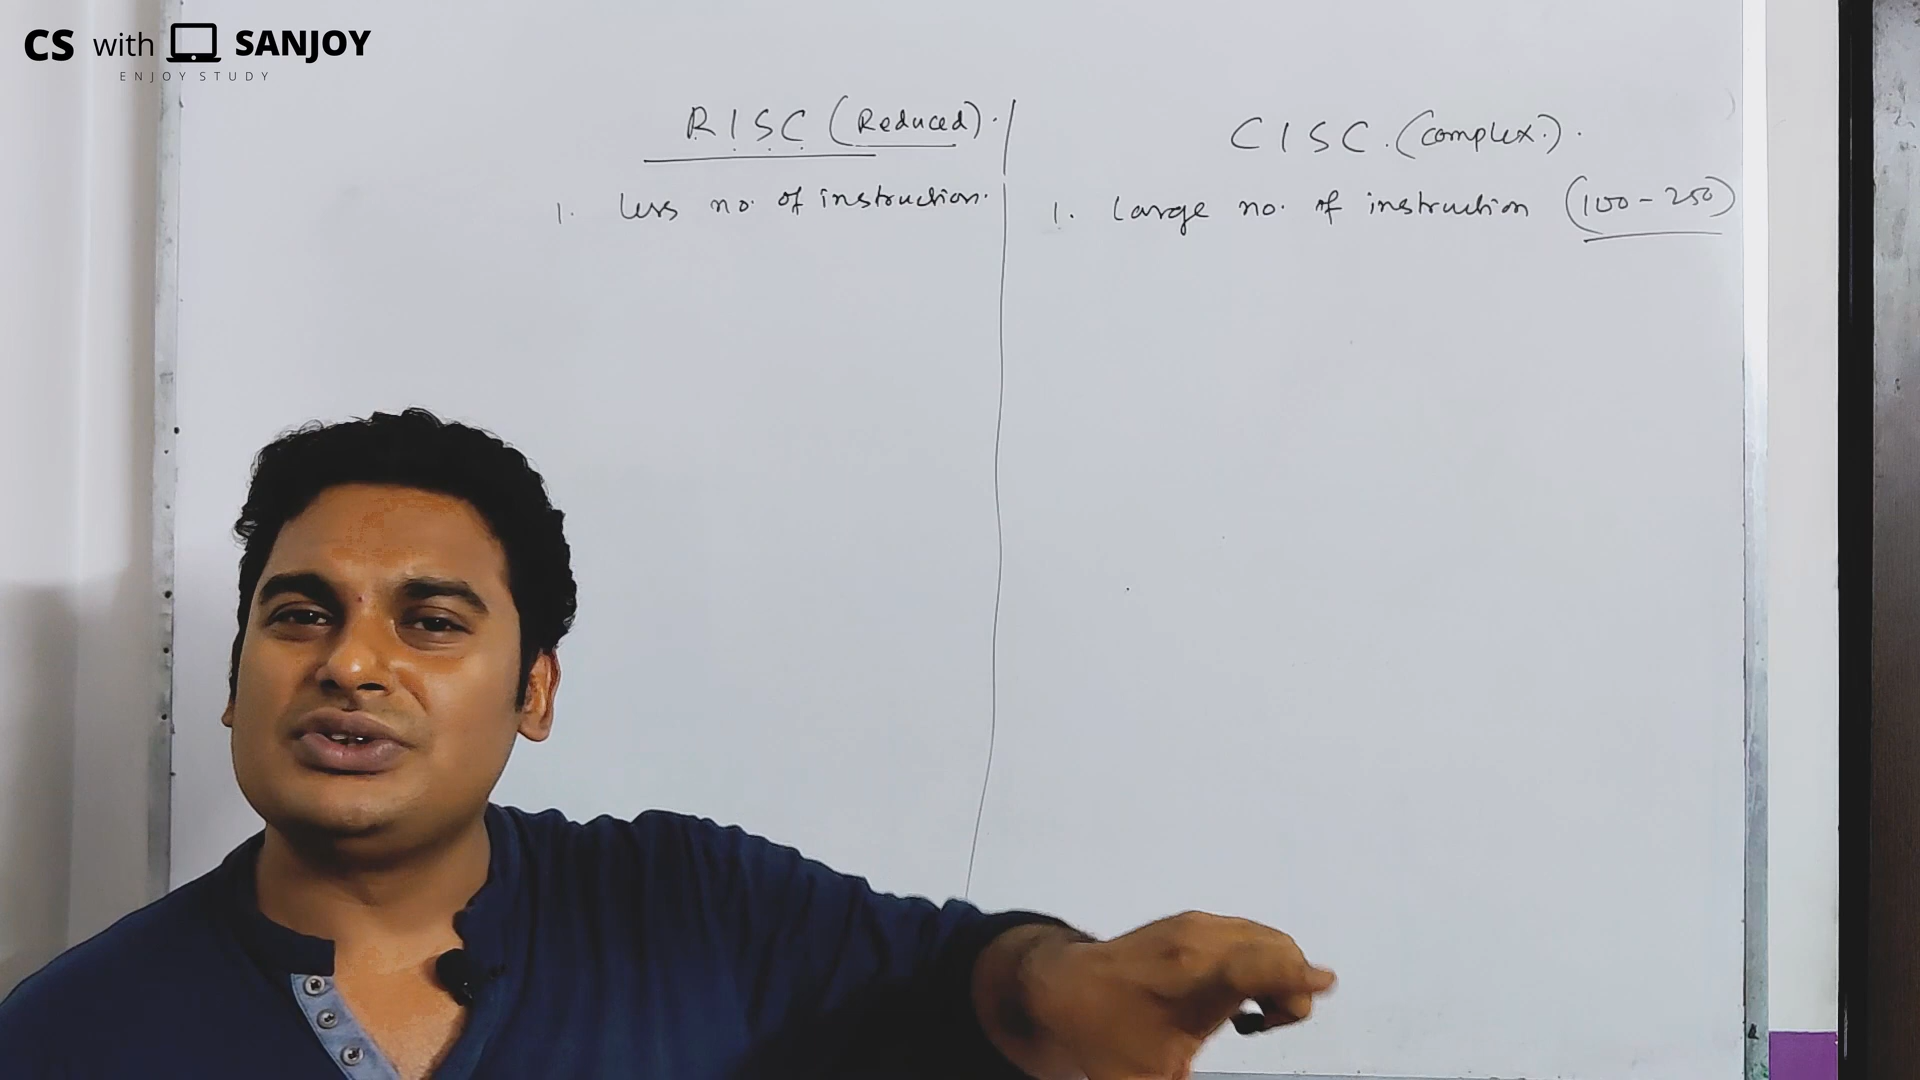 CS with SANJOY
ENJOY STUDY
RISC (Reduced).
1. less no. of instruction.
CISC. (complex.).
1. Large no. of instruction (100-250)